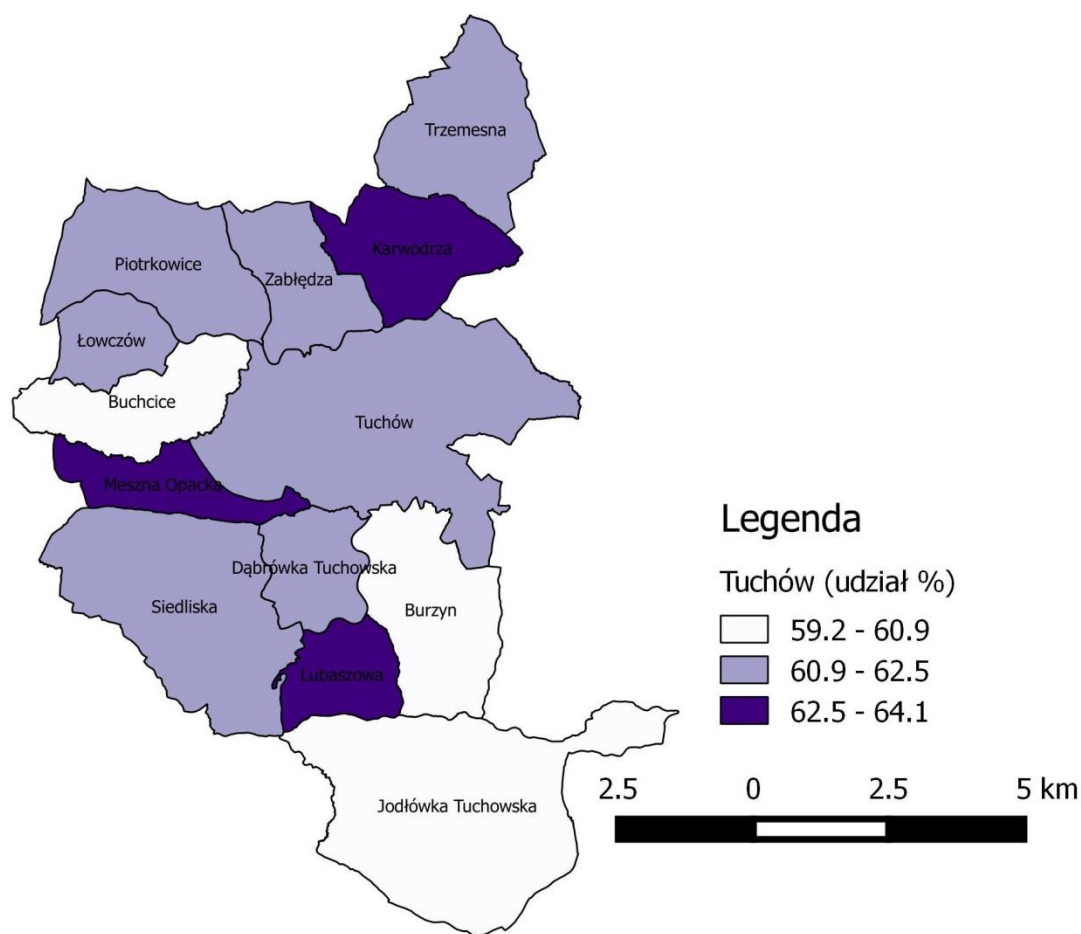 Trzemesna
Karwodrza
Piotrkowice
Zabłędza
Łowczów
Buchcice
Tuchów
Meszna Opacka
Dąbrówka Tuchowska
Siedliska
Burzyn
Lubaszowa
Jodłówka Tuchowska
Legenda
Tuchów (udział %)
59.2 - 60.9
60.9 - 62.5
62.5 - 64.1
2.5 0 2.5 5 km